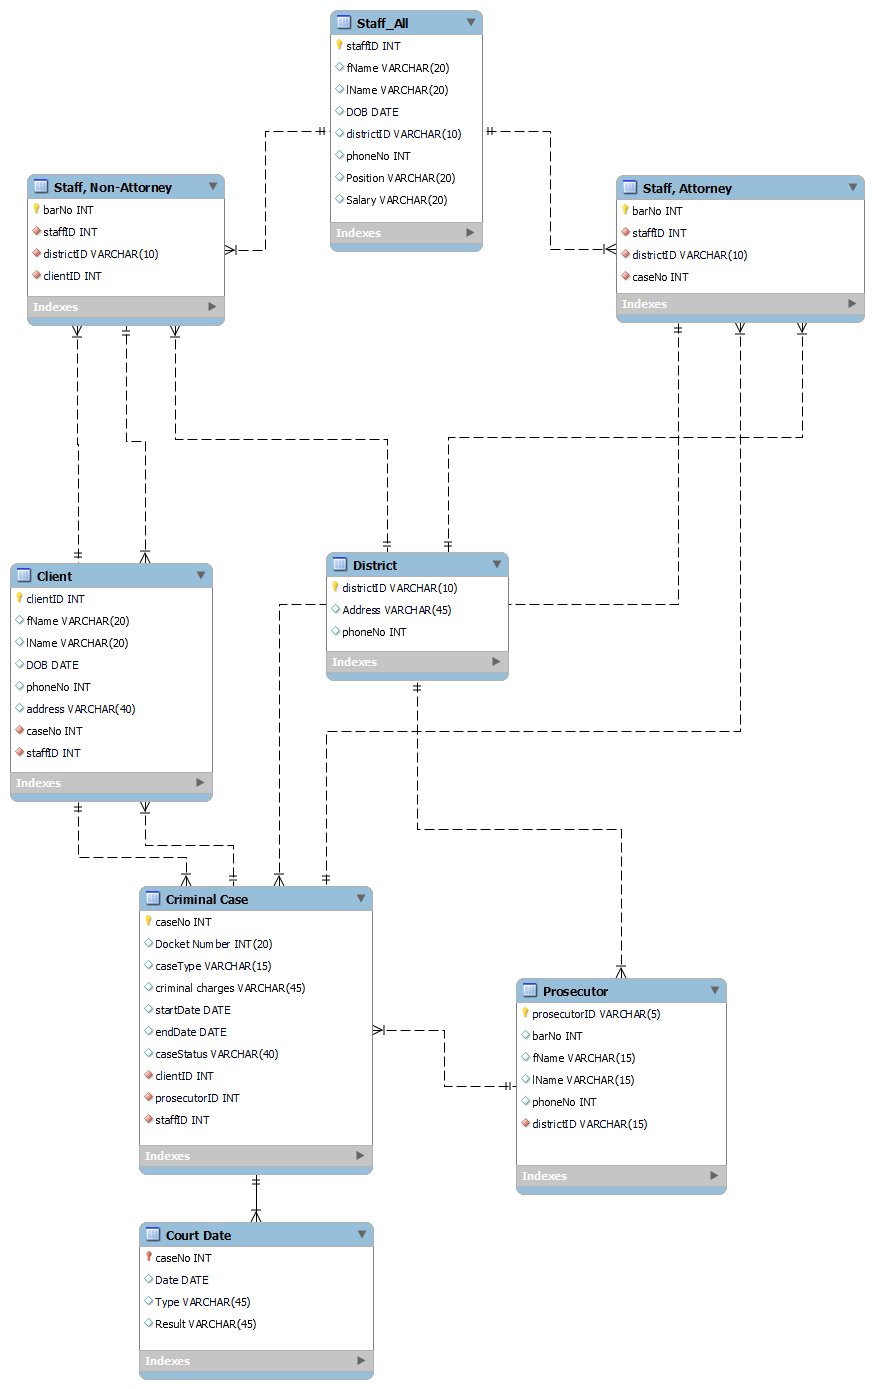 Staff_All
staffID INT
fName VARCHAR(20)
lName VARCHAR(20)
DOB DATE
districtID VARCHAR(10)
phoneNo INT
Position VARCHAR(20)
Salary VARCHAR(20)
Indexes
Staff, Non-Attorney
barNo INT
staffID INT
districtID VARCHAR(10)
clientID INT
Indexes
Staff, Attorney
barNo INT
staffID INT
districtID VARCHAR(10)
caseNo INT
Indexes
Client
clientID INT
fName VARCHAR(20)
lName VARCHAR(20)
DOB DATE
phoneNo INT
address VARCHAR(40)
caseNo INT
staffID INT
Indexes
District
districtID VARCHAR(10)
Address VARCHAR(45)
phoneNo INT
Indexes
Criminal Case
caseNo INT
Docket Number INT(20)
caseType VARCHAR(15)
criminal charges VARCHAR(45)
startDate DATE
endDate DATE
caseStatus VARCHAR(40)
clientID INT
prosecutorID INT
staffID INT
Indexes
Prosecutor
prosecutorID VARCHAR(5)
barNo INT
fName VARCHAR(15)
lName VARCHAR(15)
phoneNo INT
districtID VARCHAR(15)
Indexes
Court Date
caseNo INT
Date DATE
Type VARCHAR(45)
Result VARCHAR(45)
Indexes